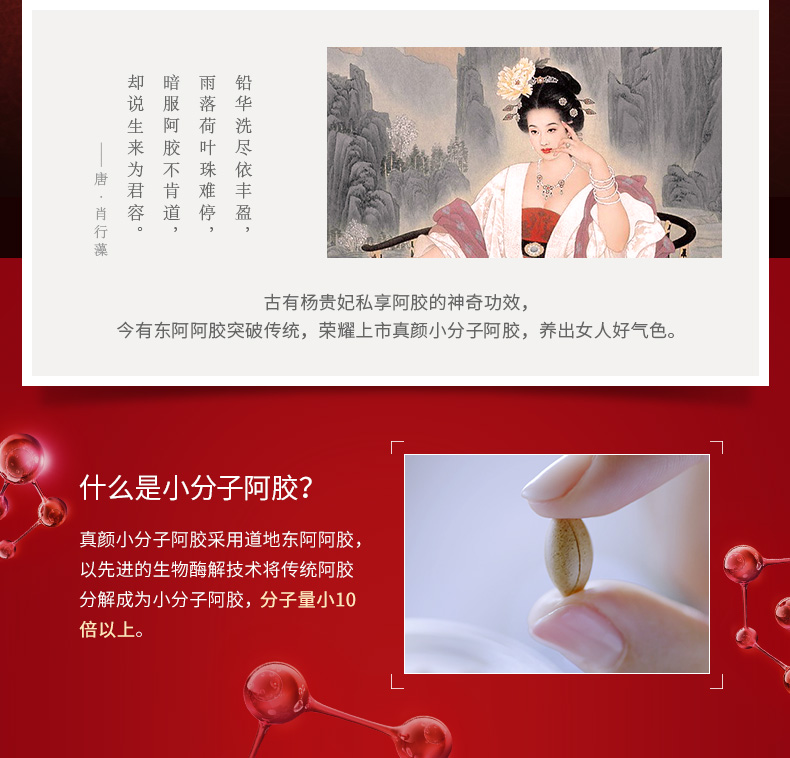 铅华洗尽依丰盈，
雨落荷叶珠难停，
暗服阿胶不肯道，
却说生来为君容。
——唐·肖行藻
古有杨贵妃私享阿胶的神奇功效，
今有东阿阿胶突破传统，荣耀上市真颜小分子阿胶，养出女人好气色。
什么是小分子阿胶？
真颜小分子阿胶采用道地东阿阿胶，
以先进的生物酶解技术将传统阿胶
分解成为小分子阿胶，分子量小10
倍以上。